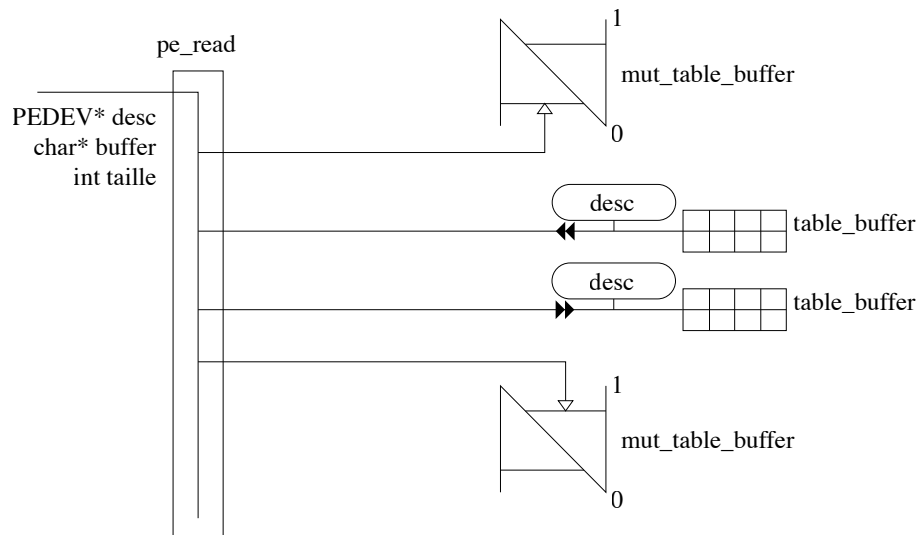 pe_read
PEDEV* desc
char* buffer
int taille
1
mut_table_buffer
0
desc
table_buffer
desc
table_buffer
1
mut_table_buffer
0